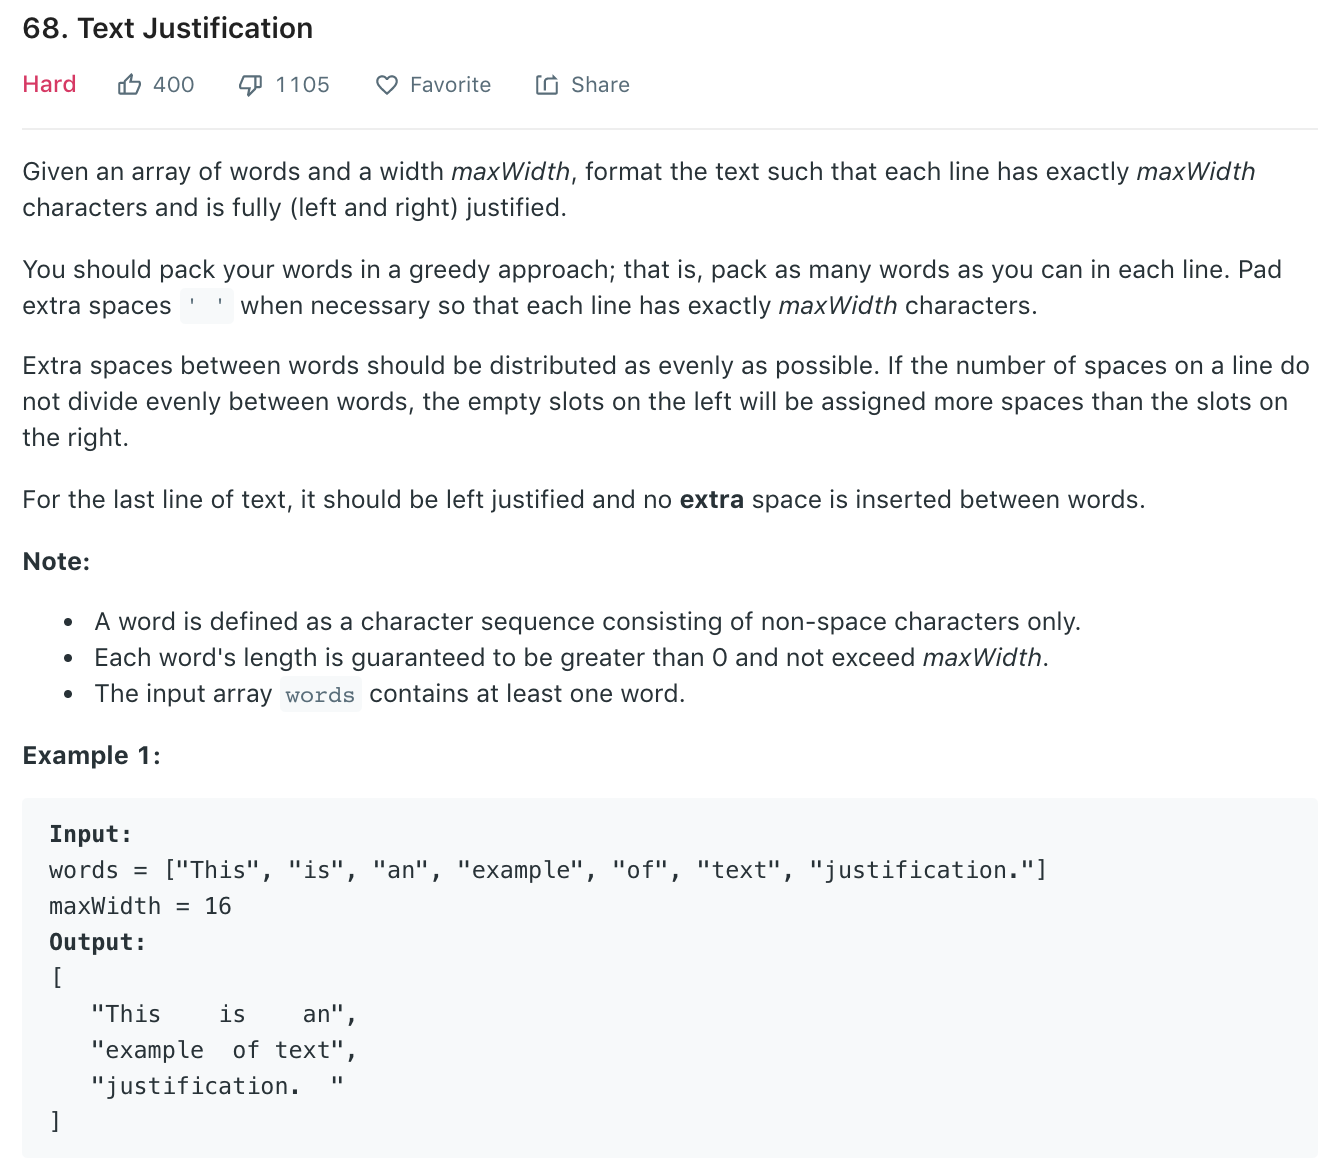 68. Text Justification
Hard 400 1105 Favorite Share
Given an array of words and a width maxWidth, format the text such that each line has exactly maxWidth
characters and is fully (left and right) justified.
You should pack your words in a greedy approach; that is, pack as many words as you can in each line. Pad
extra spaces ' ' when necessary so that each line has exactly maxWidth characters.
Extra spaces between words should be distributed as evenly as possible. If the number of spaces on a line do
not divide evenly between words, the empty slots on the left will be assigned more spaces than the slots on
the right.
For the last line of text, it should be left justified and no extra space is inserted between words.
Note:
• A word is defined as a character sequence consisting of non-space characters only.
• Each word's length is guaranteed to be greater than 0 and not exceed maxWidth.
• The input array words contains at least one word.
Example 1:
Input:
words = ["This", "is", "an", "example", "of", "text", "justification."]
maxWidth = 16
Output:
[
   "This    is    an",
   "example  of text",
   "justification.  "
]